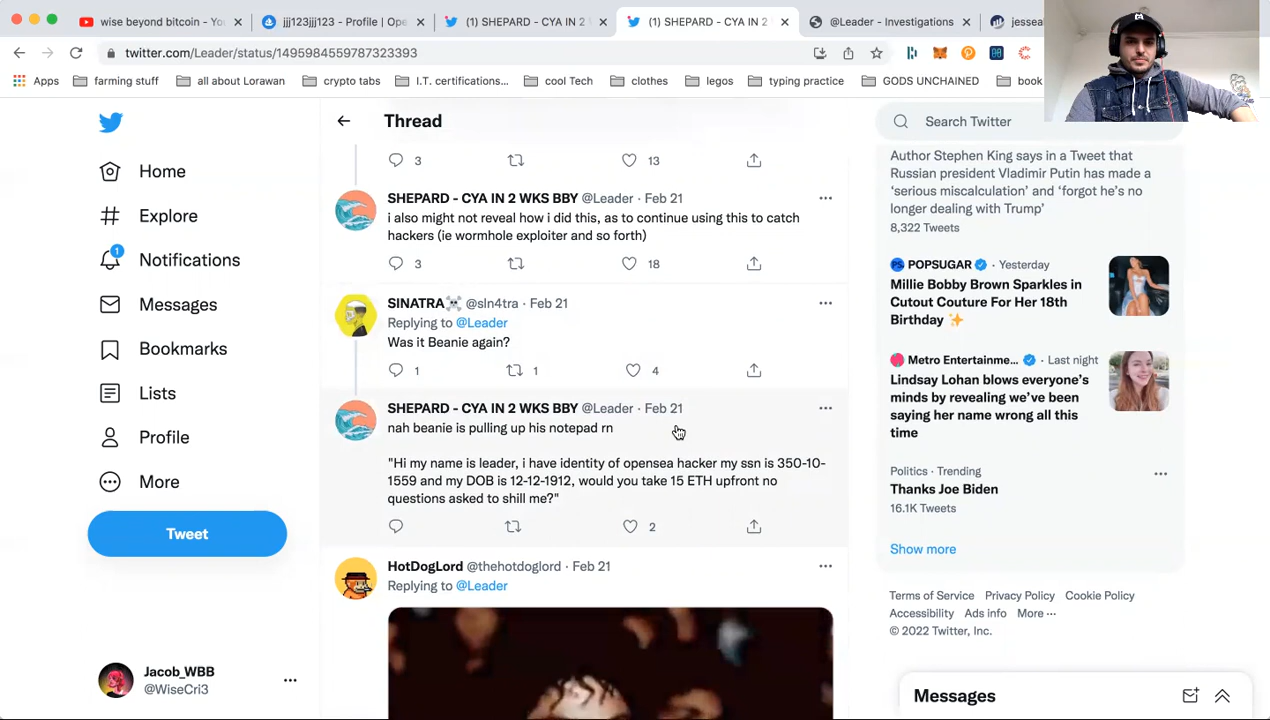 wise beyond bitcoin - Yo
jjj123jjj123 - Profile | Ope
(1) SHEPARD - CYA IN 2 W
(1) SHEPARD - CYA IN 2
@Leader - Investigations
jessea
twitter.com/Leader/status/1495984559787323393
Apps
farming stuff
all about Lorawan
crypto tabs
I.T. certifications...
cool Tech
clothes
legos
typing practice
GODS UNCHAINED
book
Home
Explore
1
Notifications
Messages
Bookmarks
Lists
Profile
More
Tweet
Jacob_WBB
@WiseCri3
Thread
3
13
SHEPARD - CYA IN 2 WKS BBY @Leader · Feb 21
i also might not reveal how i did this, as to continue using this to catch
hackers (ie wormhole exploiter and so forth)
3
18
SINATRA☠️ @sln4tra · Feb 21
Replying to @Leader
Was it Beanie again?
1
1
4
SHEPARD - CYA IN 2 WKS BBY @Leader · Feb 21
nah beanie is pulling up his notepad rn
"Hi my name is leader, i have identity of opensea hacker my ssn is 350-10-
1559 and my DOB is 12-12-1912, would you take 15 ETH upfront no
questions asked to shill me?"
2
HotDogLord @thehotdoglord · Feb 21
Replying to @Leader
Search Twitter
Author Stephen King says in a Tweet that
Russian president Vladimir Putin has made a
‘serious miscalculation’ and ‘forgot he’s no
longer dealing with Trump’
8,322 Tweets
POPSUGAR · Yesterday
Millie Bobby Brown Sparkles in
Cutout Couture For Her 18th
Birthday ✨
Metro Entertainme... · Last night
Lindsay Lohan blows everyone’s
minds by revealing we’ve been
saying her name wrong all this
time
Politics · Trending
Thanks Joe Biden
16.1K Tweets
Show more
Terms of Service Privacy Policy Cookie Policy
Accessibility Ads info More ···
© 2022 Twitter, Inc.
Messages